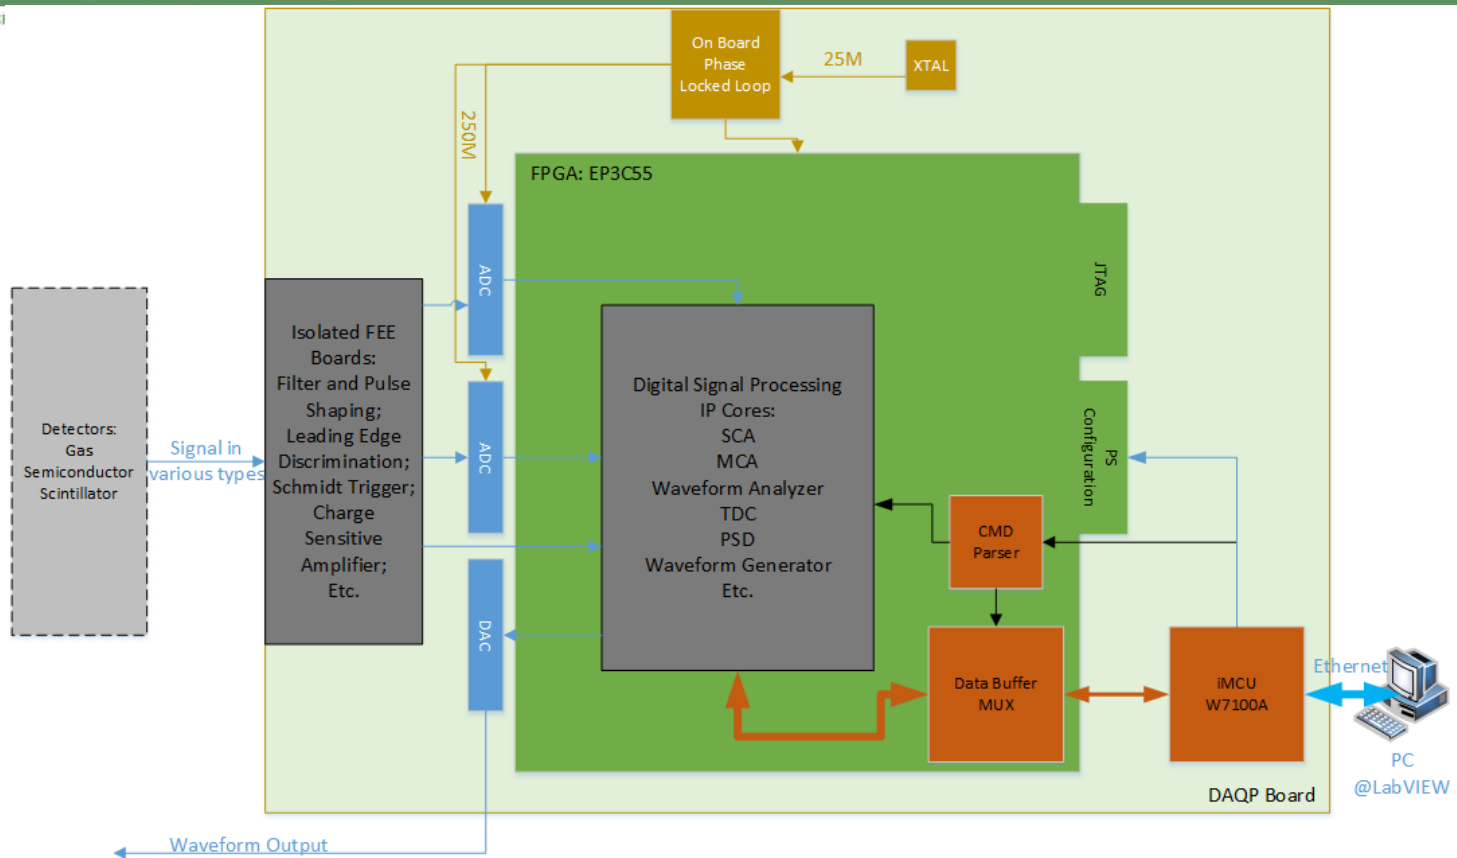 On Board
Phase
Locked Loop
25M
XTAL
250M
FPGA: EP3C55
ADC
JTAG
Isolated FEE
Boards:
Filter and Pulse
Shaping;
Leading Edge
Discrimination;
Schmidt Trigger;
Charge
Sensitive
Amplifier;
Etc.
Detectors:
Gas
Semiconductor
Scintillator
Signal in
various types
ADC
Digital Signal Processing
IP Cores:
SCA
MCA
Waveform Analyzer
TDC
PSD
Waveform Generator
Etc.
PS
Configuration
CMD
Parser
DAC
Data Buffer
MUX
iMCU
W7100A
Ethernet
PC
@LabVIEW
DAQP Board
Waveform Output